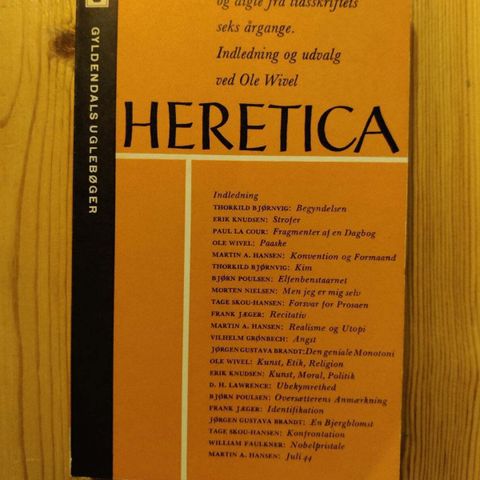 og digte fra tidsskriftets
seks årgange.
Indledning og udvalg
ved Ole Wivel
GYLDENDALS UGLEBØGER
HERETICA
Indledning
THORKILD BJØRNVIG: Begyndelsen
ERIK KNUDSEN: Strofer
PAUL LA COUR: Fragmenter af en Dagbog
OLE WIVEL: Paaske
MARTIN A. HANSEN: Konvention og Formaand
THORKILD BJØRNVIG: Kim
BJØRN POULSEN: Elfenbenstaarnet
MORTEN NIELSEN: Men jeg er mig selv
TAGE SKOU-HANSEN: Forsvar for Prosaen
FRANK JÆGER: Recitativ
MARTIN A. HANSEN: Realisme og Utopi
VILHELM GRØNBECH: Angst
JØRGEN GUSTAVA BRANDT: Den geniale Monotoni
OLE WIVEL: Kunst, Etik, Religion
ERIK KNUDSEN: Kunst, Moral, Politik
D. H. LAWRENCE: Ubekymrethed
BJØRN POULSEN: Oversætterens Anmærkning
FRANK JÆGER: Identifikation
JØRGEN GUSTAVA BRANDT: En Bjergblomst
TAGE SKOU-HANSEN: Konfrontation
WILLIAM FAULKNER: Nobelpristale
MARTIN A. HANSEN: Juli 44